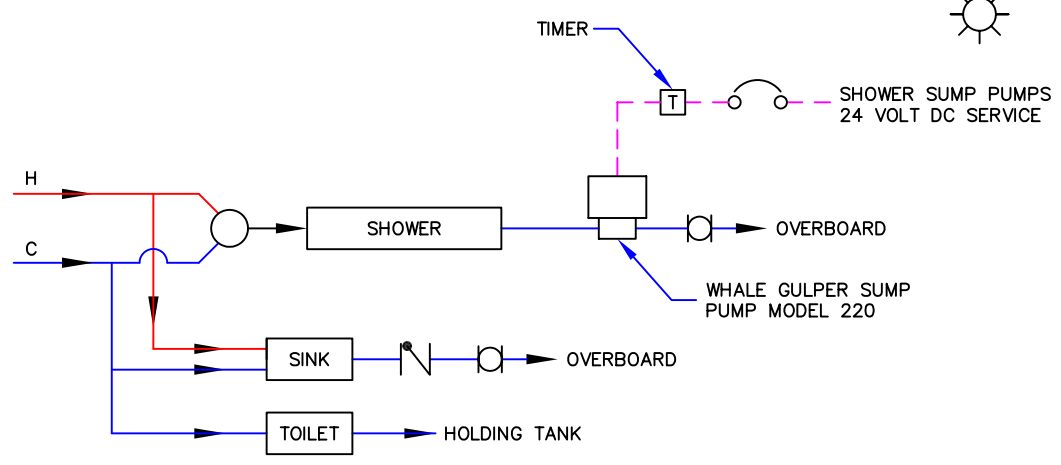 TIMER
T
SHOWER SUMP PUMPS
24 VOLT DC SERVICE
H
SHOWER
OVERBOARD
C
WHALE GULPER SUMP
PUMP MODEL 220
SINK
OVERBOARD
TOILET
HOLDING TANK